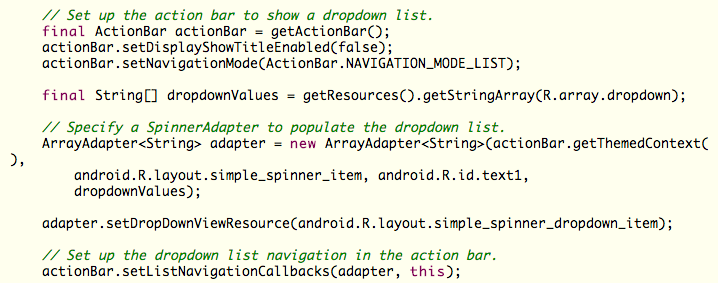 // Set up the action bar to show a dropdown list.
final ActionBar actionBar = getActionBar();
actionBar.setDisplayShowTitleEnabled(false);
actionBar.setNavigationMode(ActionBar.NAVIGATION_MODE_LIST);
final String[] dropdownValues = getResources().getStringArray(R.array.dropdown);
// Specify a SpinnerAdapter to populate the dropdown list.
ArrayAdapter<String> adapter = new ArrayAdapter<String>(actionBar.getThemedContext(
),
android.R.layout.simple_spinner_item, android.R.id.text1,
dropdownValues);
adapter.setDropDownViewResource(android.R.layout.simple_spinner_dropdown_item);
// Set up the dropdown list navigation in the action bar.
actionBar.setListNavigationCallbacks(adapter, this);